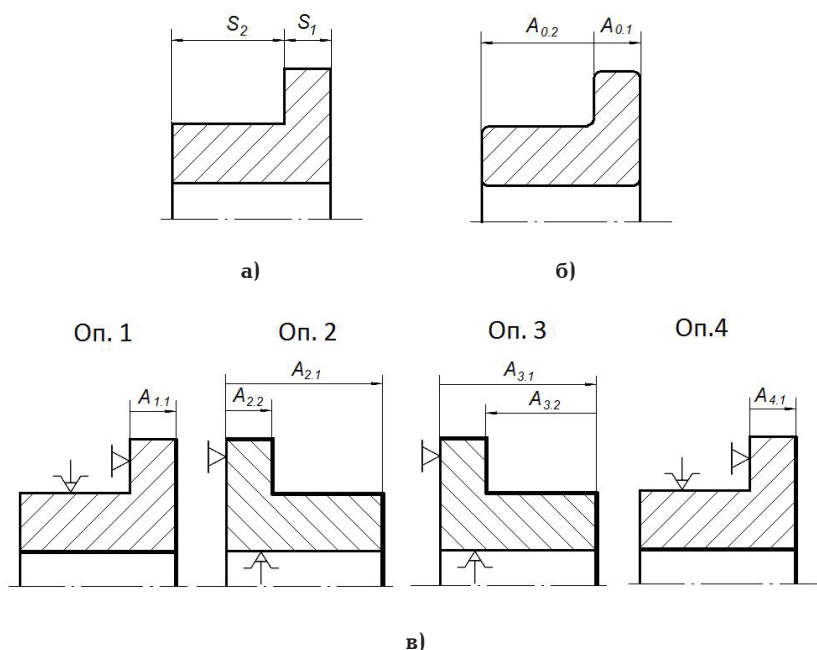 S2 S1
A0.2 A0.1
а) б)
Оп. 1 Оп. 2 Оп. 3 Оп.4
A2.1 A3.1
A1.1 A2.2 A3.2 A4.1
в)